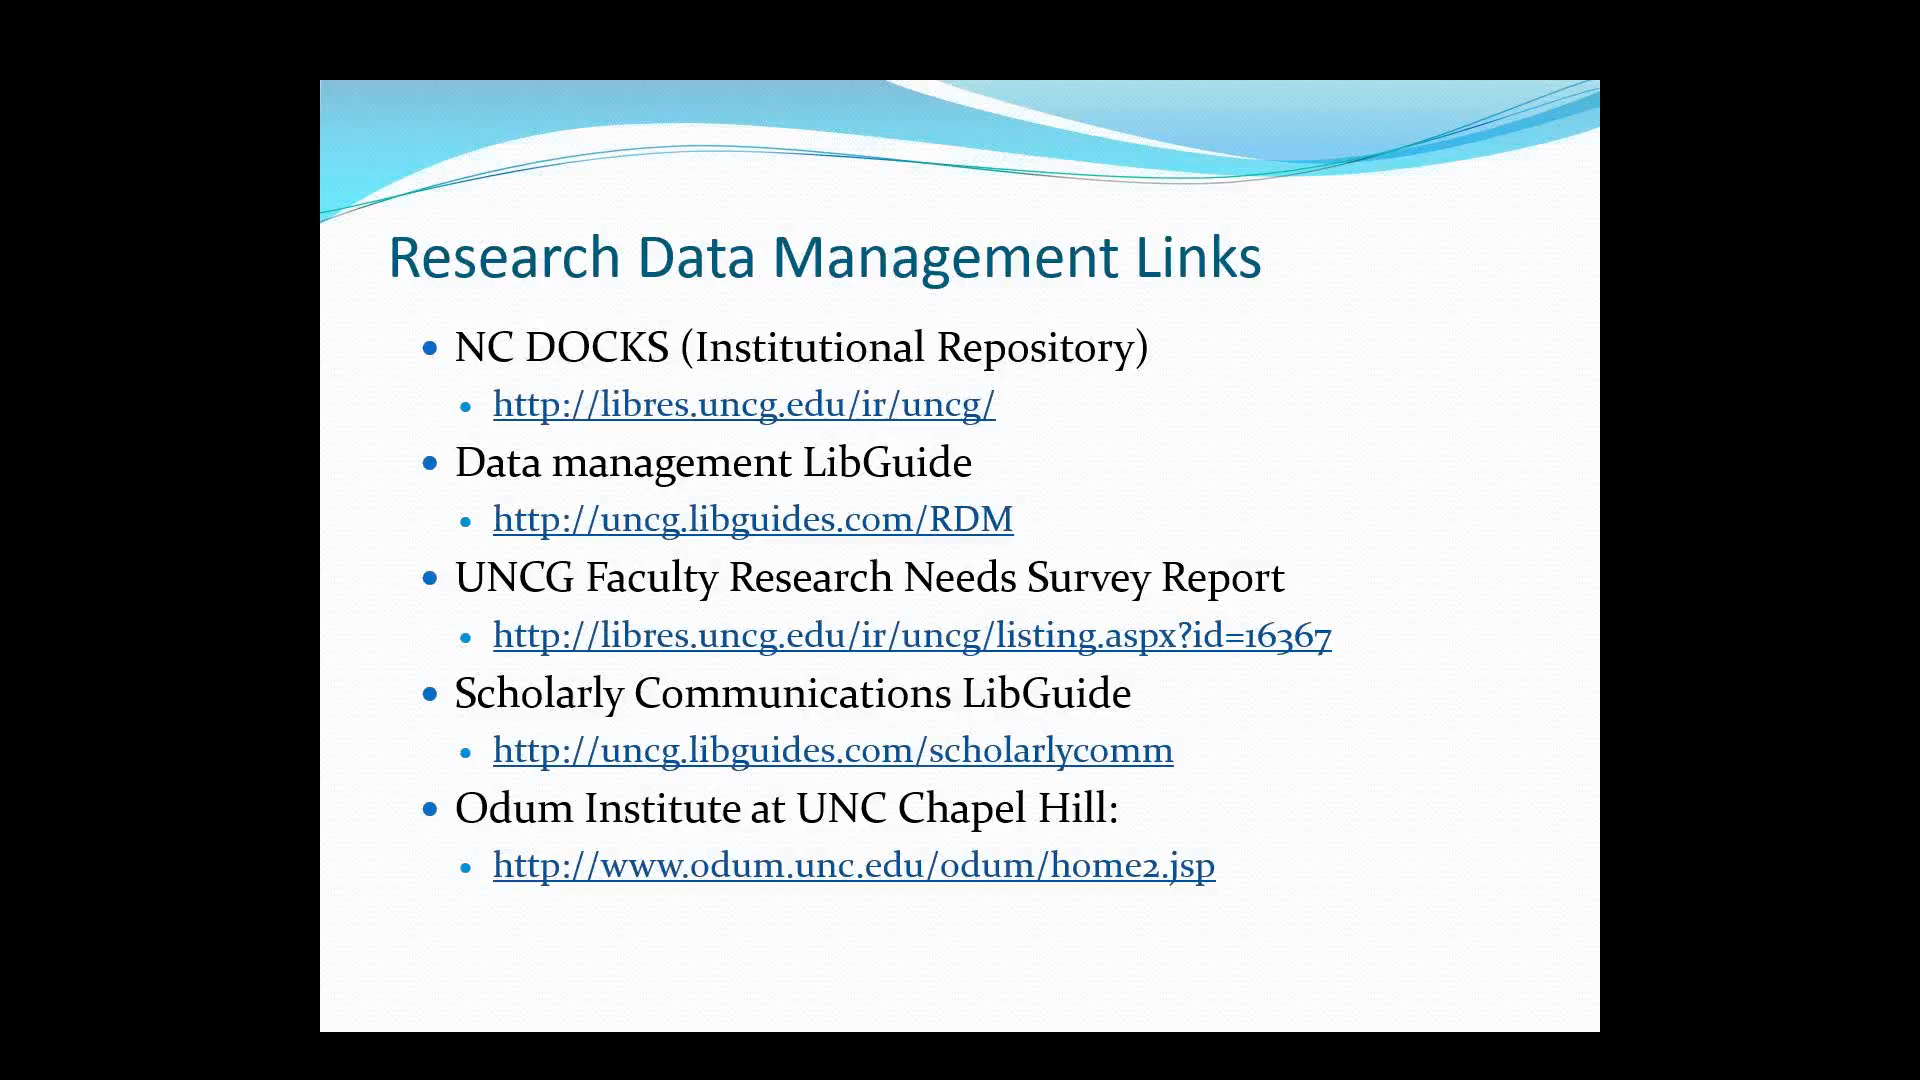 Research Data Management Links
• NC DOCKS (Institutional Repository)
• http://libres.uncg.edu/ir/uncg/
• Data management LibGuide
• http://uncg.libguides.com/RDM
• UNCG Faculty Research Needs Survey Report
• http://libres.uncg.edu/ir/uncg/listing.aspx?id=16367
• Scholarly Communications LibGuide
• http://uncg.libguides.com/scholarlycomm
• Odum Institute at UNC Chapel Hill:
• http://www.odum.unc.edu/odum/home2.jsp